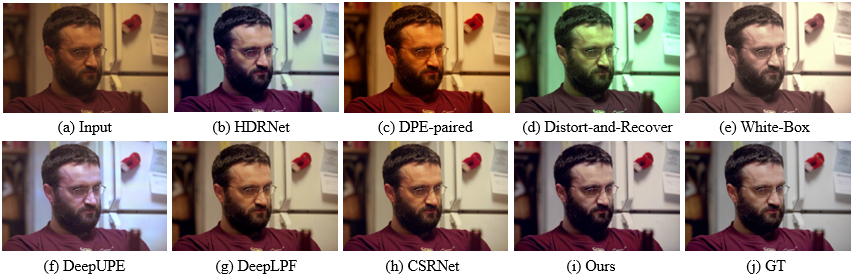 (a) Input
(b) HDRNet
(c) DPE-paired
(d) Distort-and-Recover
(e) White-Box
(f) DeepUPE
(g) DeepLPF
(h) CSRNet
(i) Ours
(j) GT